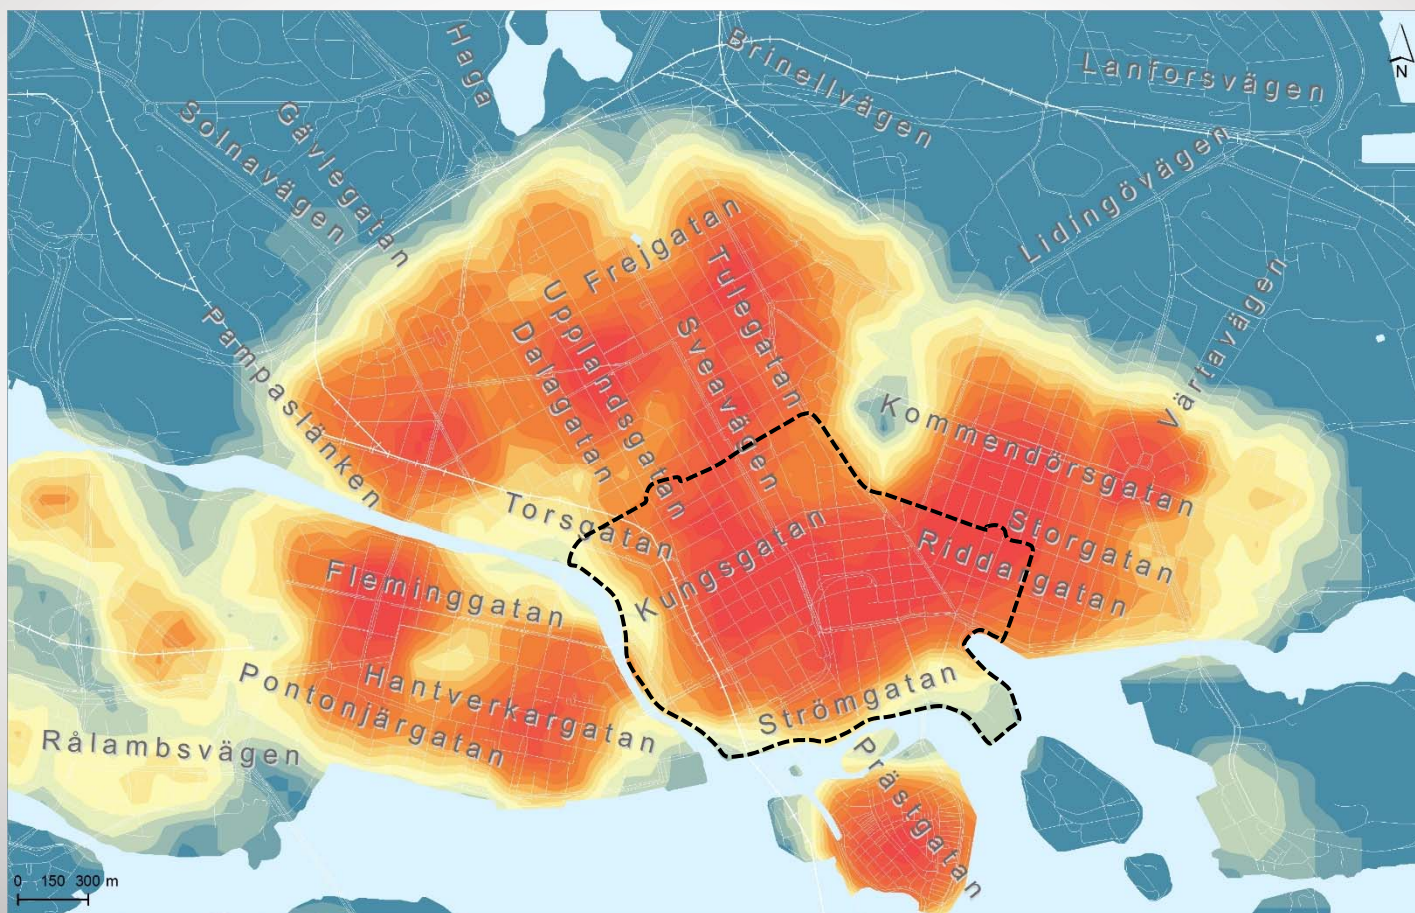 Haga
Brinellvägen
Lanforsvägen
N
Solnavägen
Gävlegatan
Lidingövägen
Frejgatan
Tulegatan
Värtavägen
Upplandsgatan
Dalagatan
Sveavägen
Pampaslänken
Kommendörsgatan
Torsgatan
Kungsgatan
Storgatan
Riddagatan
Fleminggatan
Hantverkargatan
Pontonjärgatan
Strömgatan
Rålambsvägen
Prästgatan
0 150 300 m